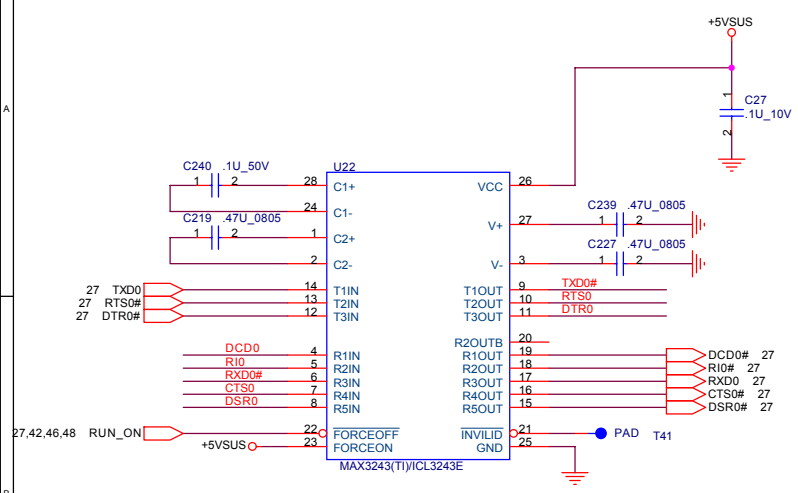 +5VSUS
A
1
C27
.1U_10V
2
C240 .1U_50V
U22
1 2
28 C1+
VCC 26
24 C1-
C239 .47U_0805
C219 .47U_0805
V+ 27
1 2
1 2
1 C2+
C227 .47U_0805
2 C2-
V- 3
1 2
27 TXD0
14 T1IN
T1OUT 9 TXD0#
27 RTS0#
13 T2IN
T2OUT 10 RTS0
27 DTR0#
12 T3IN
T3OUT 11 DTR0
R2OUTB 20
DCD0 4 R1IN
R1OUT 19 DCD0# 27
RI0 5 R2IN
R2OUT 18 RI0# 27
RXD0# 6 R3IN
R3OUT 17 RXD0 27
CTS0 7 R4IN
R4OUT 16 CTS0# 27
DSR0 8 R5IN
R5OUT 15 DSR0# 27
27,42,46,48 RUN_ON
22 FORCEOFF
INVILID 21 PAD T41
+5VSUS 23 FORCEON
GND 25
MAX3243(TI)/ICL3243E
B